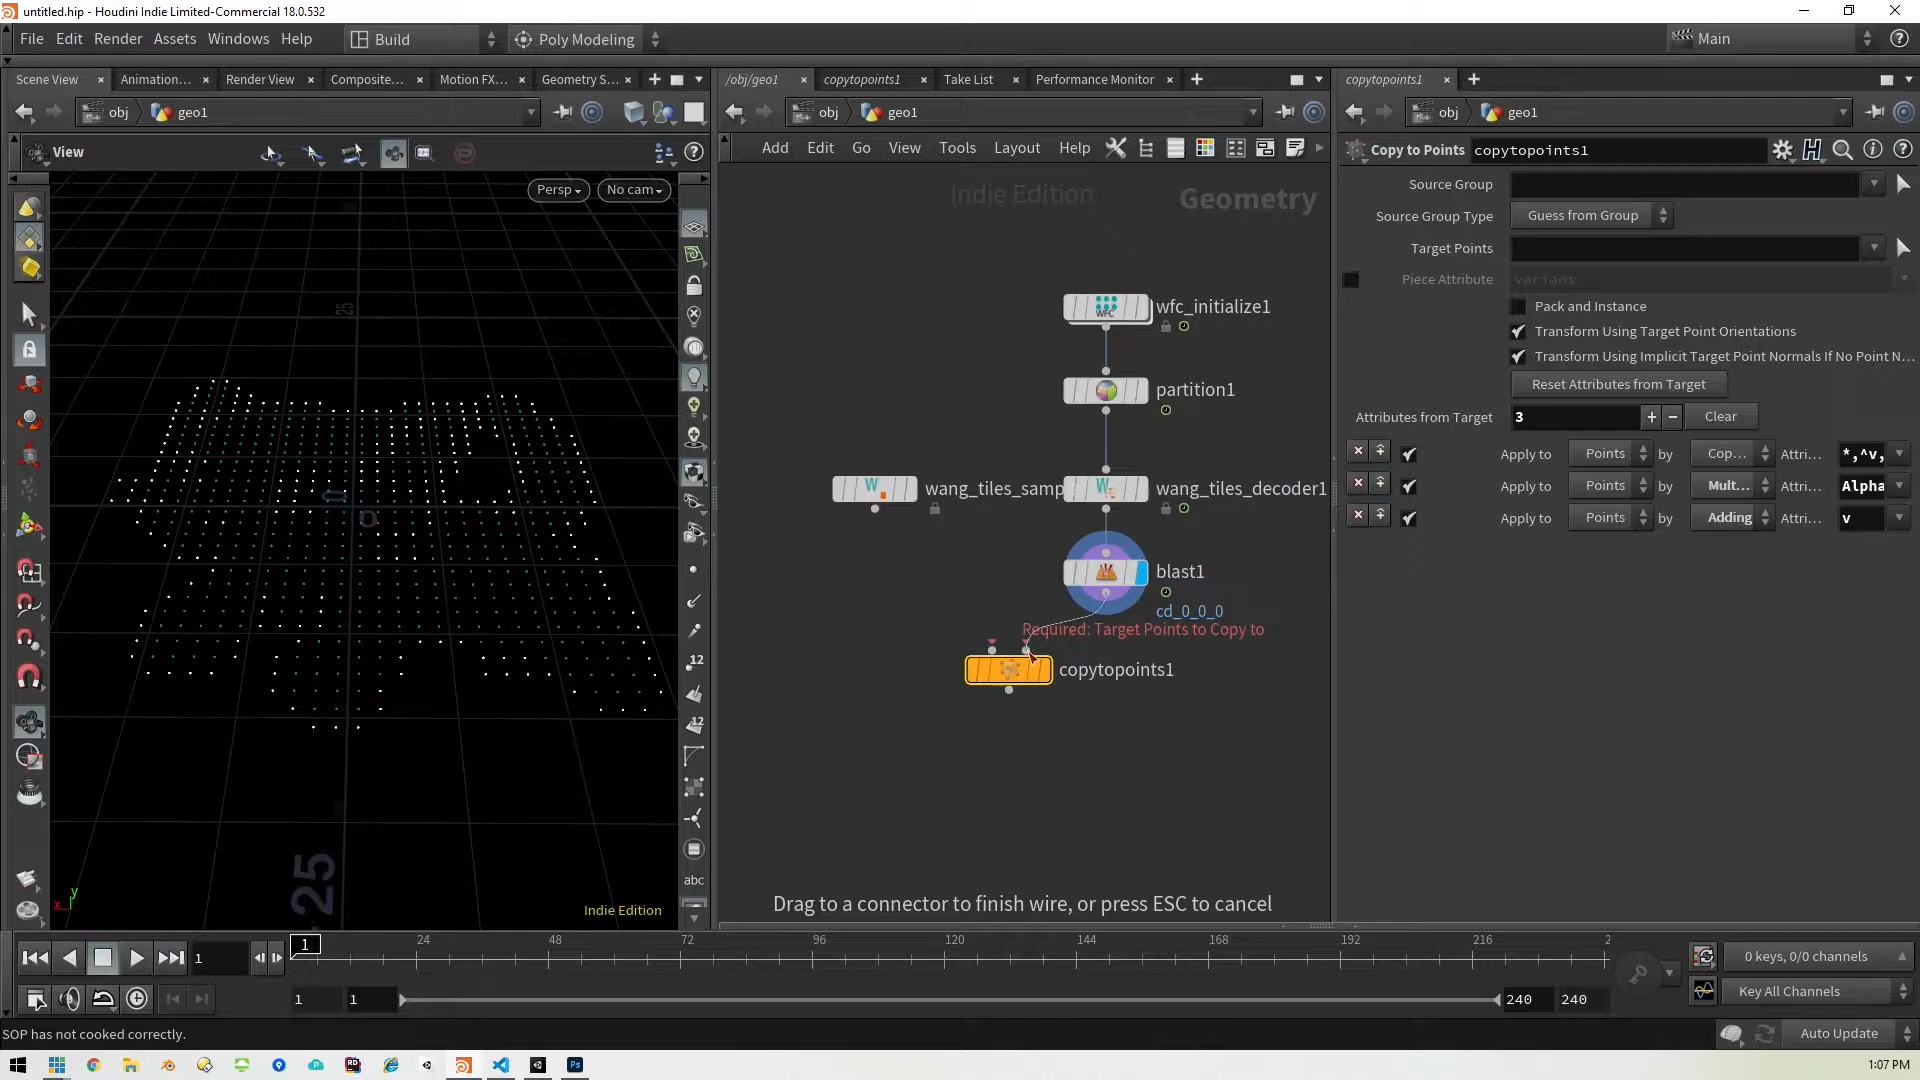 untitled.hip - Houdini Indie Limited-Commercial 18.0.532
File Edit Render Assets Windows Help Build Poly Modeling Main
Scene View Animation... Render View Composite... Motion FX... Geometry S...
/obj/geo1 copytopoints1 Take List Performance Monitor
copytopoints1
obj geo1
obj geo1
obj geo1
View
Add Edit Go View Tools Layout Help
Copy to Points copytopoints1
Persp No cam
Indie Edition Geometry
Source Group
Source Group Type Guess from Group
Target Points
Piece Attribute variant
Pack and Instance
Transform Using Target Point Orientations
Transform Using Implicit Target Point Normals If No Point N...
Reset Attributes from Target
Attributes from Target 3 + - Clear
Apply to Points by Cop... Attri... *,^v,
Apply to Points by Mult... Attri... Alpha
Apply to Points by Adding Attri... v
wfc_initialize1
WFC
partition1
wang_tiles_samp
wang_tiles_decoder1
blast1
cd_0_0_0
Required: Target Points to Copy to
copytopoints1
Drag to a connector to finish wire, or press ESC to cancel
25
25
0
12
12
abc
y
x
Indie Edition
1 24 48 72 96 120 144 168 192 216 2
1
0 keys, 0/0 channels
1 1 240 240
Key All Channels
SOP has not cooked correctly.
Auto Update
1:07 PM